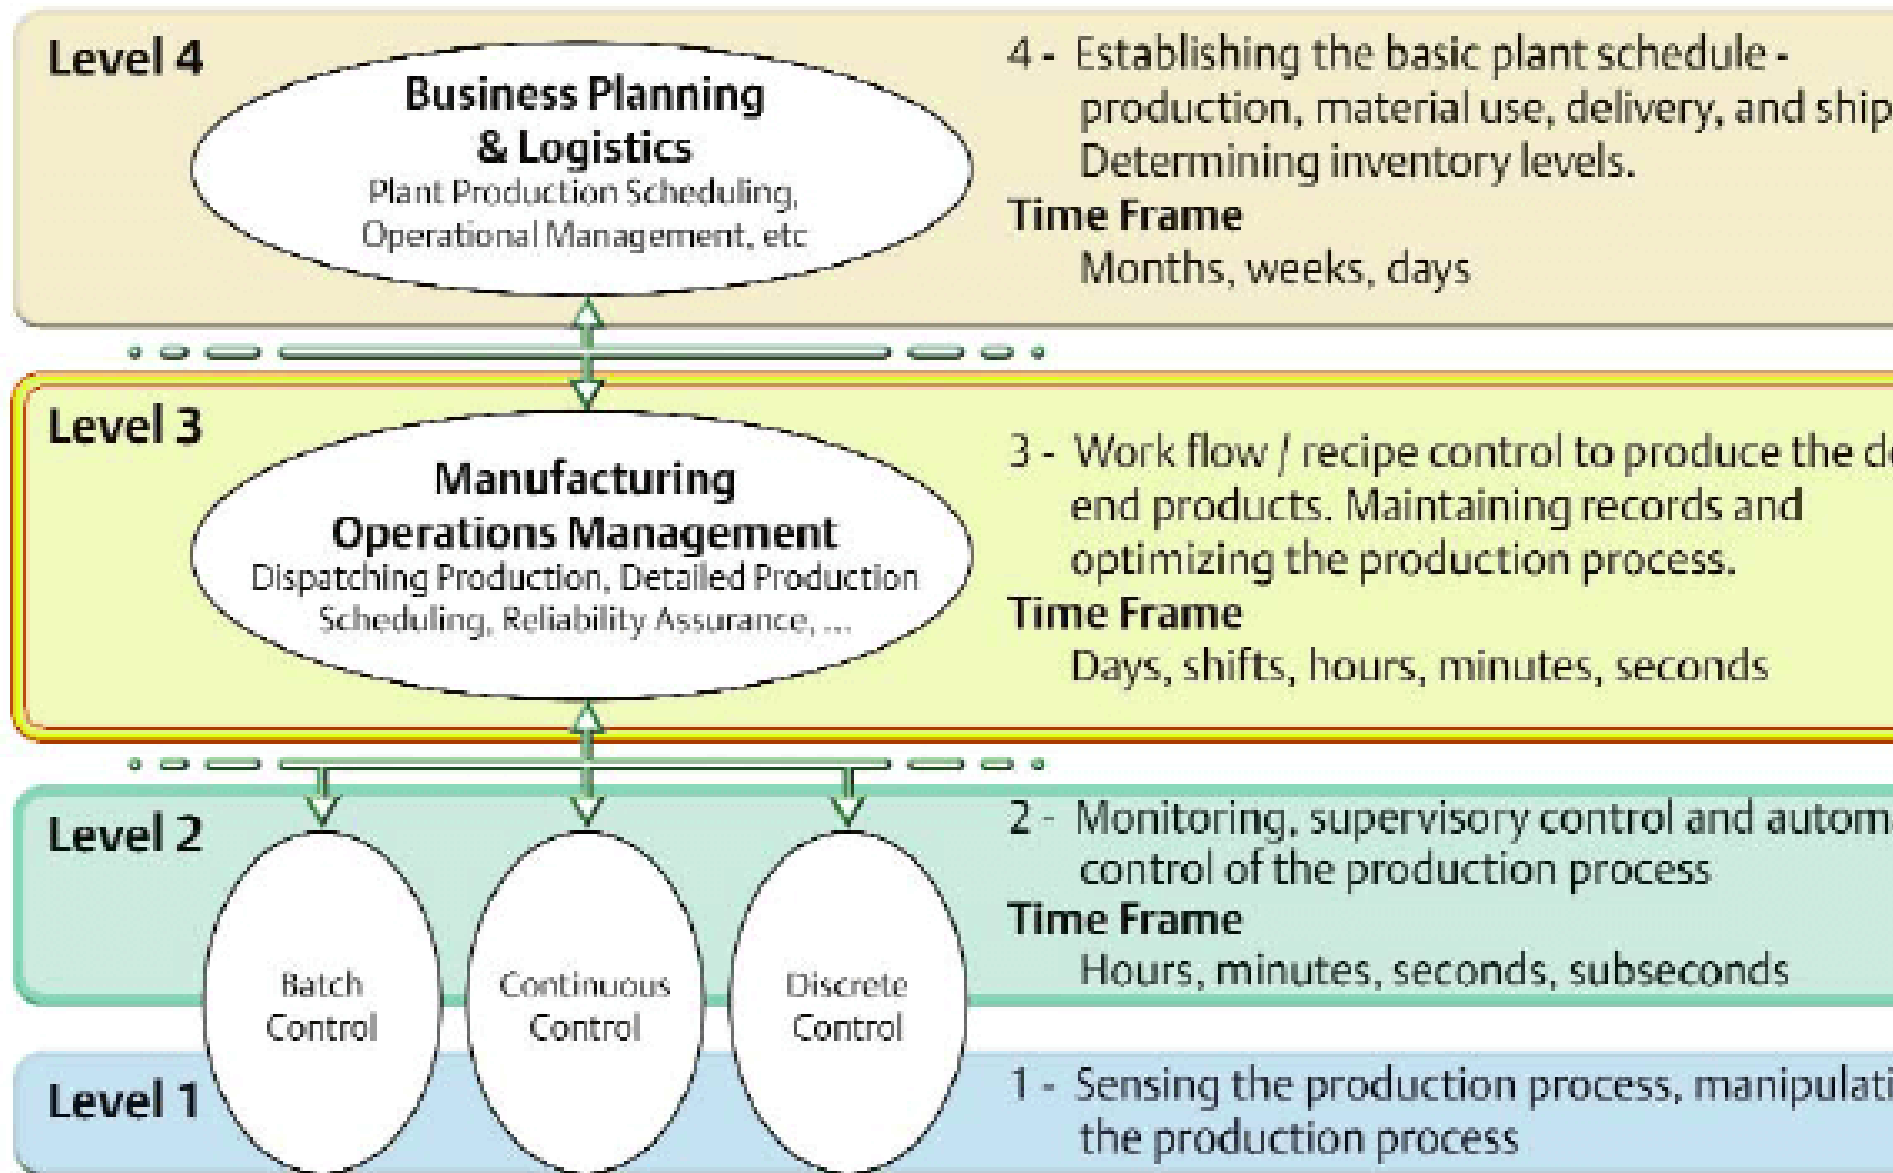 Level 4
Business Planning
& Logistics
Plant Production Scheduling,
Operational Management, etc
4 - Establishing the basic plant schedule -
production, material use, delivery, and ship
Determining inventory levels.
Time Frame
Months, weeks, days
Level 3
Manufacturing
Operations Management
Dispatching Production, Detailed Production
Scheduling, Reliability Assurance, ...
3 - Work flow / recipe control to produce the
end products. Maintaining records and
optimizing the production process.
Time Frame
Days, shifts, hours, minutes, seconds
Level 2
Batch
Control
Continuous
Control
Discrete
Control
2 - Monitoring, supervisory control and autom
control of the production process
Time Frame
Hours, minutes, seconds, subseconds
Level 1
1 - Sensing the production process, manipulati
the production process